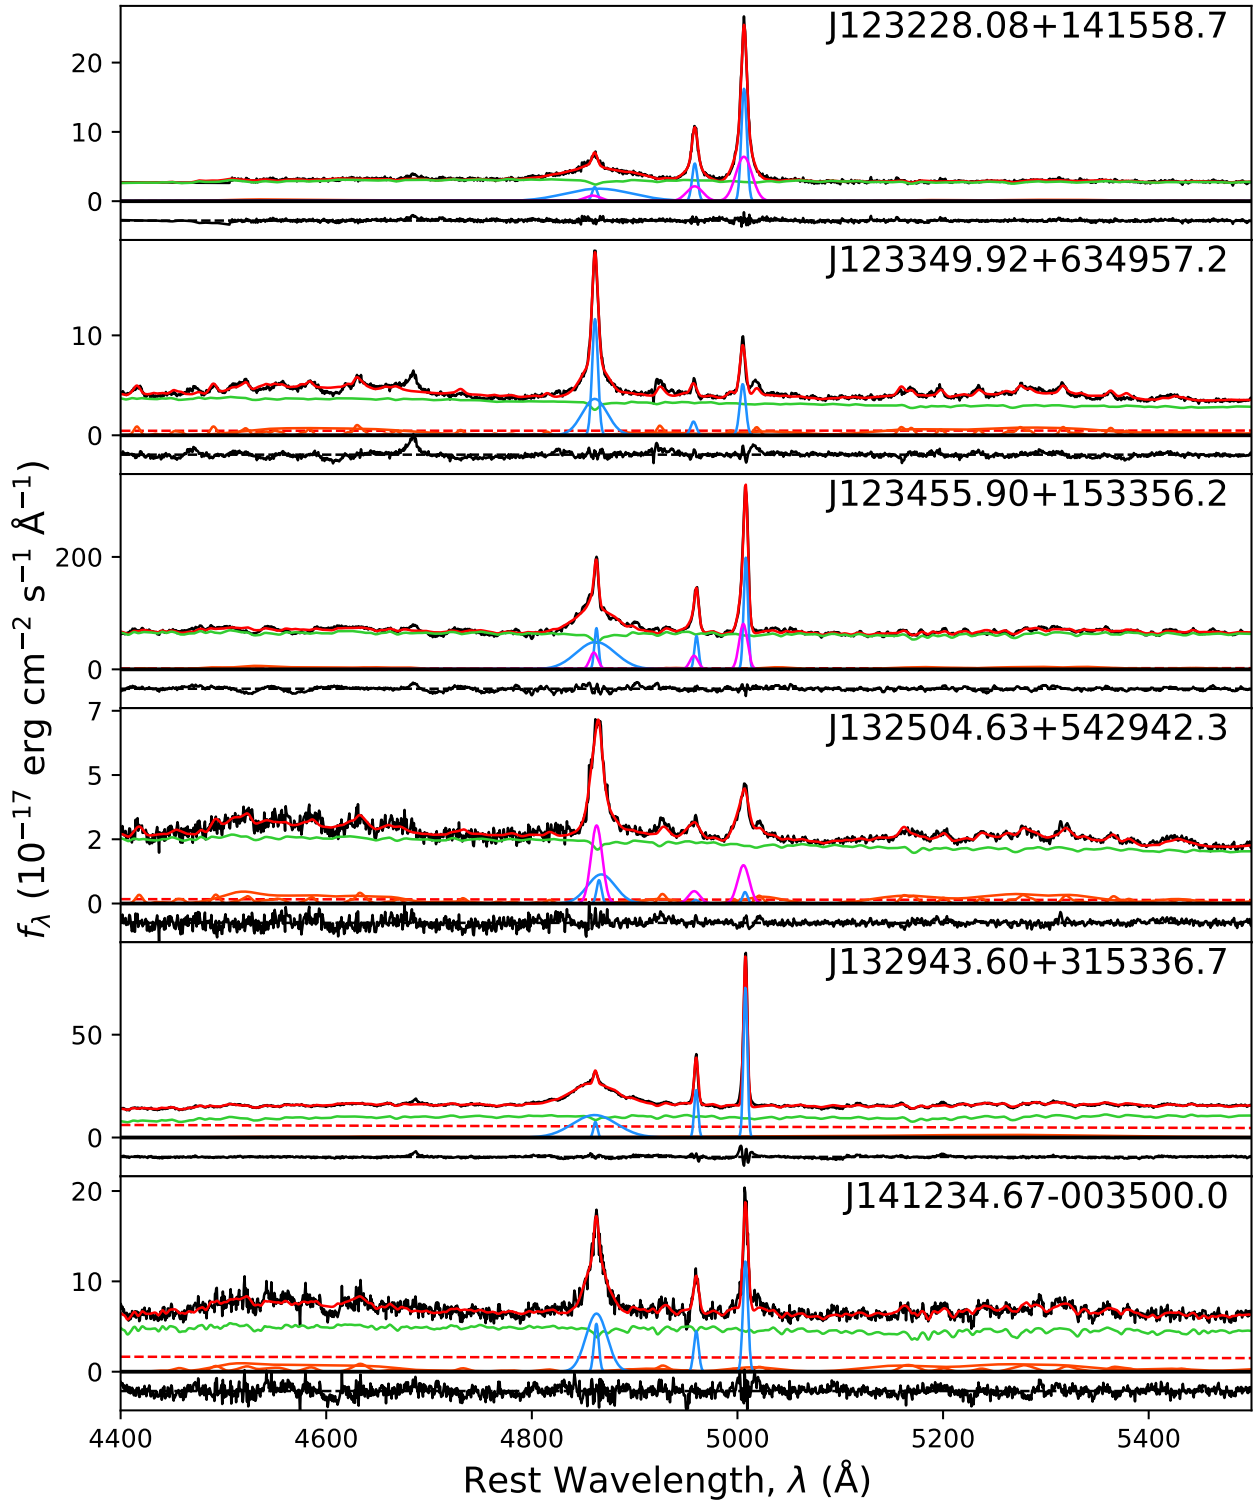 J123228.08+141558.7
20
10
0
J123349.92+634957.2
10
0
J123455.90+153356.2
200
0
J132504.63+542942.3
7
5
2
0
J132943.60+315336.7
50
0
J141234.67-003500.0
20
10
0
4400 4600 4800 5000 5200 5400
Rest Wavelength, λ (Å)
fλ (10⁻¹⁷ erg cm⁻² s⁻¹ Å⁻¹)